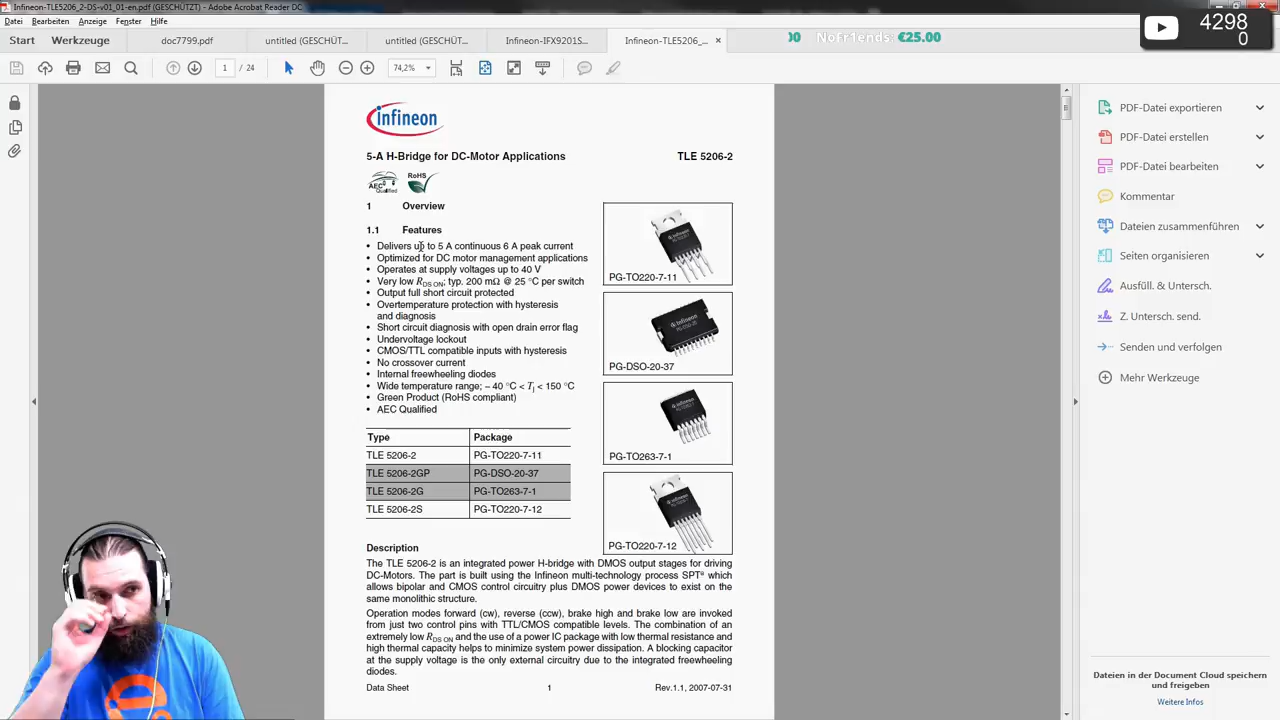 Infineon-TLE5206_2-DS-v01_01-en.pdf (GESCHÜTZT) - Adobe Acrobat Reader DC
Datei Bearbeiten Anzeige Fenster Hilfe
Start Werkzeuge doc7799.pdf untitled (GESCHÜT... untitled (GESCHÜT... Infineon-IFX9201S... Infineon-TLE5206_... ×
00 NoFr1ends. €25.00
4298
0
1 / 24 74,2%
infineon
5-A H-Bridge for DC-Motor Applications TLE 5206-2
AEC Qualified RoHS
1 Overview
1.1 Features
• Delivers up to 5 A continuous 6 A peak current
• Optimized for DC motor management applications
• Operates at supply voltages up to 40 V
• Very low RDS ON; typ. 200 mΩ @ 25 °C per switch
• Output full short circuit protected
• Overtemperature protection with hysteresis
and diagnosis
• Short circuit diagnosis with open drain error flag
• Undervoltage lockout
• CMOS/TTL compatible inputs with hysteresis
• No crossover current
• Internal freewheeling diodes
• Wide temperature range; – 40 °C < Tj < 150 °C
• Green Product (RoHS compliant)
• AEC Qualified
PG-TO220-7-11
PG-DSO-20-37
PG-TO263-7-1
PG-TO220-7-12
Type Package
TLE 5206-2 PG-TO220-7-11
TLE 5206-2GP PG-DSO-20-37
TLE 5206-2G PG-TO263-7-1
TLE 5206-2S PG-TO220-7-12
Description
The TLE 5206-2 is an integrated power H-bridge with DMOS output stages for driving
DC-Motors. The part is built using the Infineon multi-technology process SPT® which
allows bipolar and CMOS control circuitry plus DMOS power devices to exist on the
same monolithic structure.
Operation modes forward (cw), reverse (ccw), brake high and brake low are invoked
from just two control pins with TTL/CMOS compatible levels. The combination of an
extremely low RDS ON and the use of a power IC package with low thermal resistance and
high thermal capacity helps to minimize system power dissipation. A blocking capacitor
at the supply voltage is the only external circuitry due to the integrated freewheeling
diodes.
Data Sheet 1 Rev.1.1, 2007-07-31
PDF-Datei exportieren
PDF-Datei erstellen
PDF-Datei bearbeiten
Kommentar
Dateien zusammenführen
Seiten organisieren
Ausfüll. & Untersch.
Z. Untersch. send.
Senden und verfolgen
Mehr Werkzeuge
Dateien in der Document Cloud speichern
und freigeben
Weitere Infos